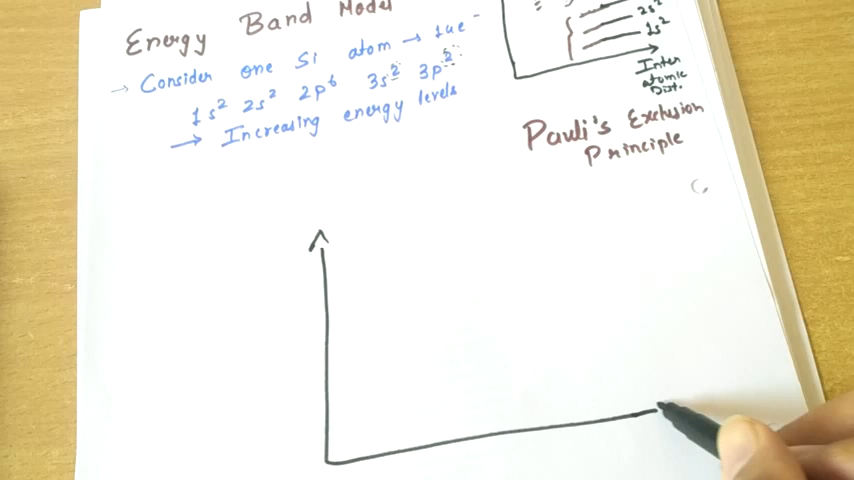 Energy Band Model
→ Consider one Si atom → 14e⁻
1s² 2s² 2p⁶ 3s² 3p²
→ Increasing energy levels
2s²
1s²
Inter
atomic
Dist.
Pauli's Exclusion
Principle